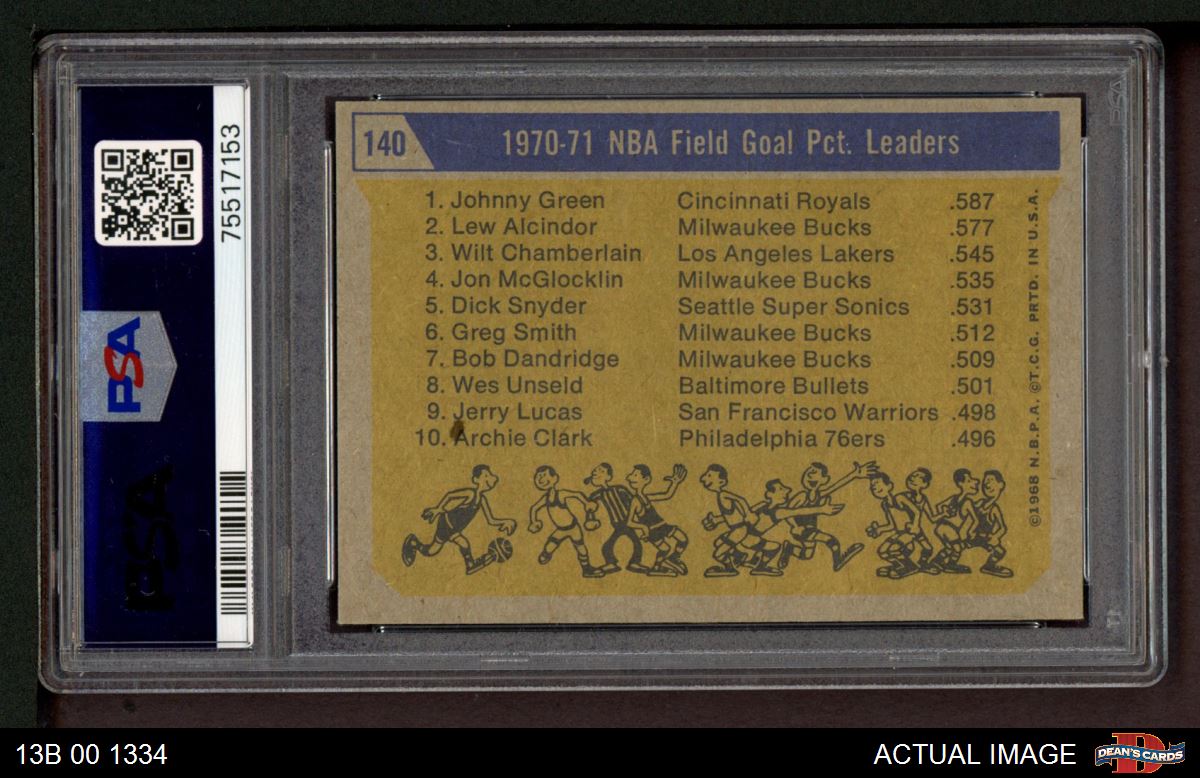 75517153
PSA
PSA
140
1970-71 NBA Field Goal Pct. Leaders
1. Johnny Green Cincinnati Royals .587
2. Lew Alcindor Milwaukee Bucks .577
3. Wilt Chamberlain Los Angeles Lakers .545
4. Jon McGlocklin Milwaukee Bucks .535
5. Dick Snyder Seattle Super Sonics .531
6. Greg Smith Milwaukee Bucks .512
7. Bob Dandridge Milwaukee Bucks .509
8. Wes Unseld Baltimore Bullets .501
9. Jerry Lucas San Francisco Warriors .498
10. Archie Clark Philadelphia 76ers .496
©1968 N.B.P.A. ©T.C.G. PRTD. IN U.S.A.
13B 00 1334
ACTUAL IMAGE
DEAN'S CARDS